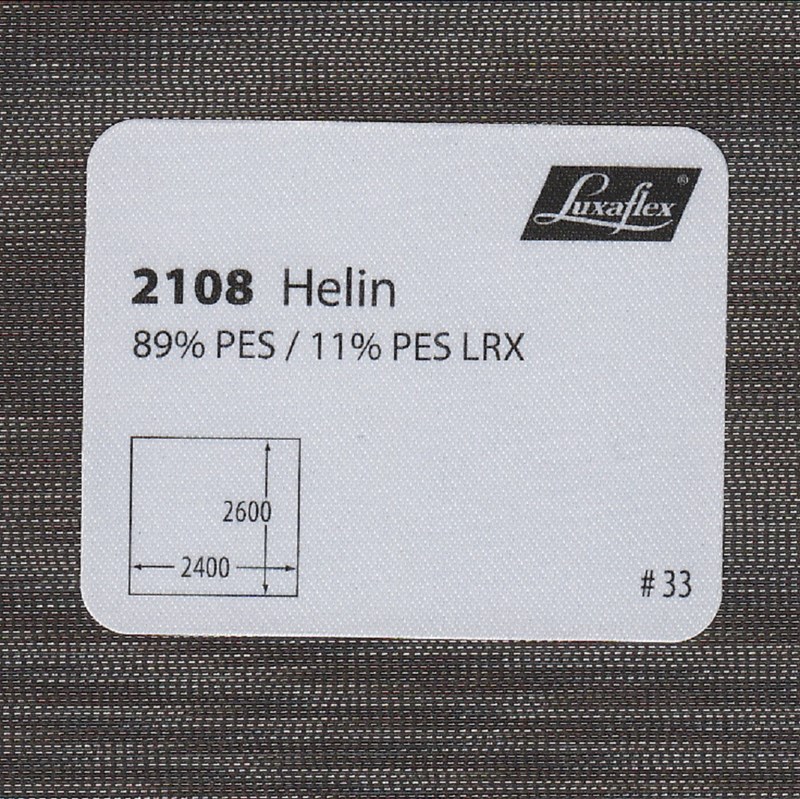 Luxaflex®
2108 Helin
89% PES / 11% PES LRX
2600
2400
# 33